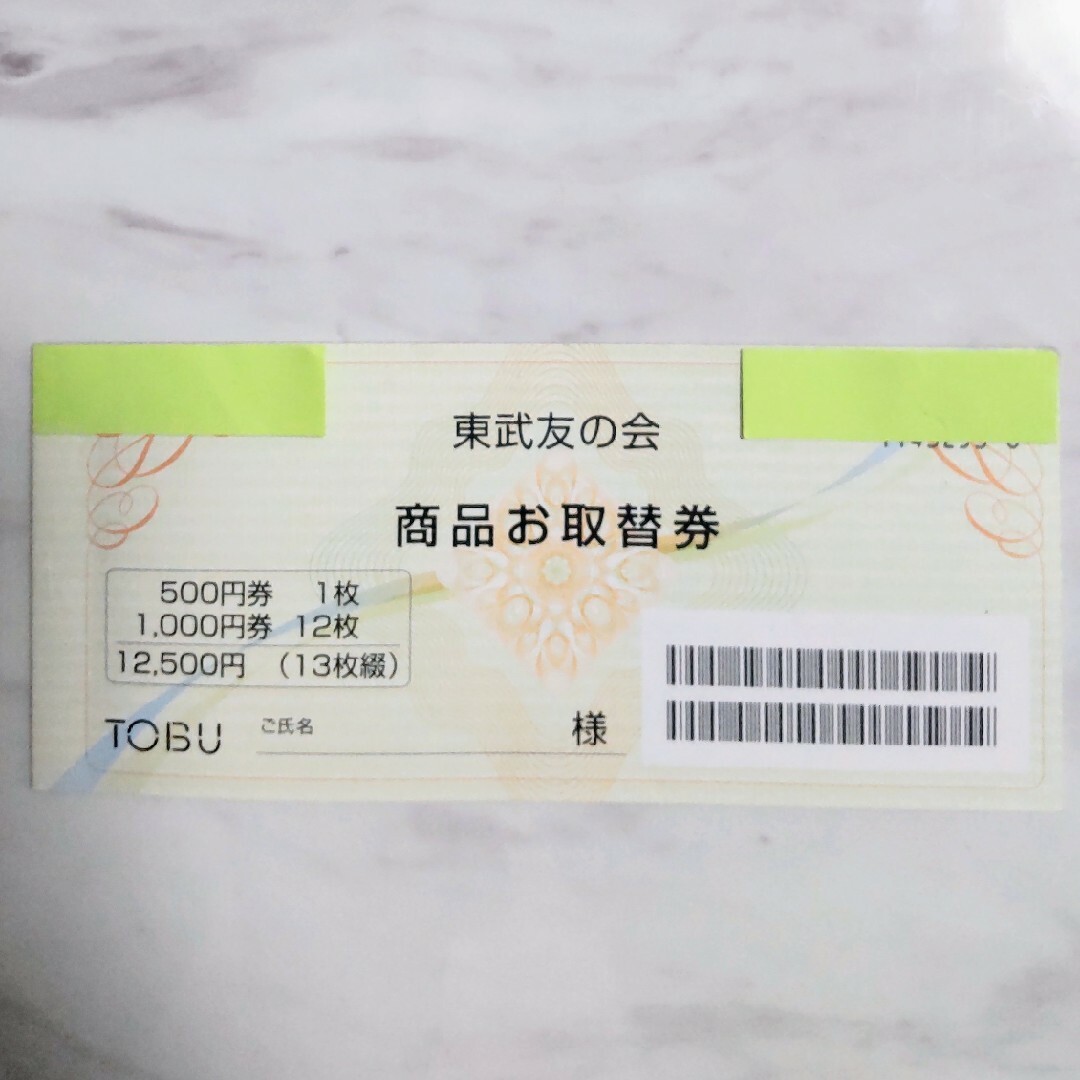 東武友の会
商品お取替券
500円券 1枚
1,000円券 12枚
12,500円 (13枚綴)
TOBU ご氏名 様